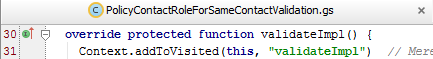 PolicyContactRoleForSameContactValidation.gs
30 override protected function validateImpl() {
31 Context.addToVisited(this, "validateImpl") // Mere